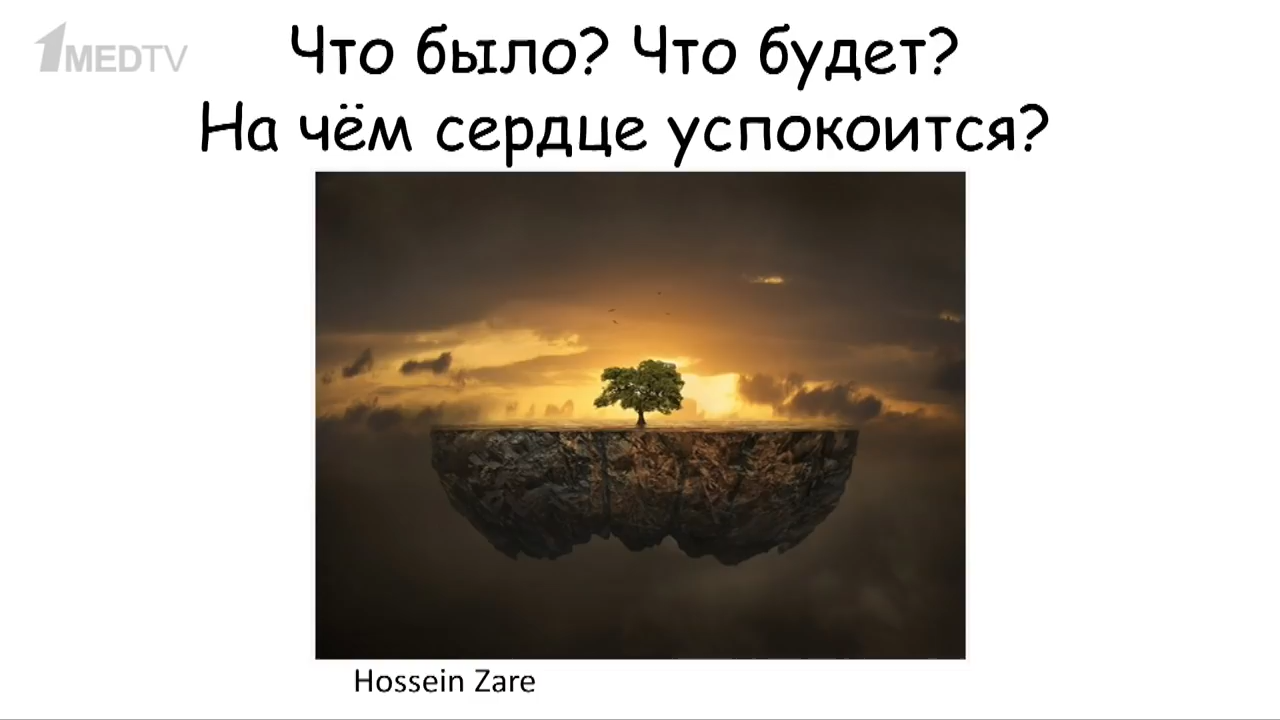 1MEDTV
Что было? Что будет?
На чём сердце успокоится?
Hossein Zare